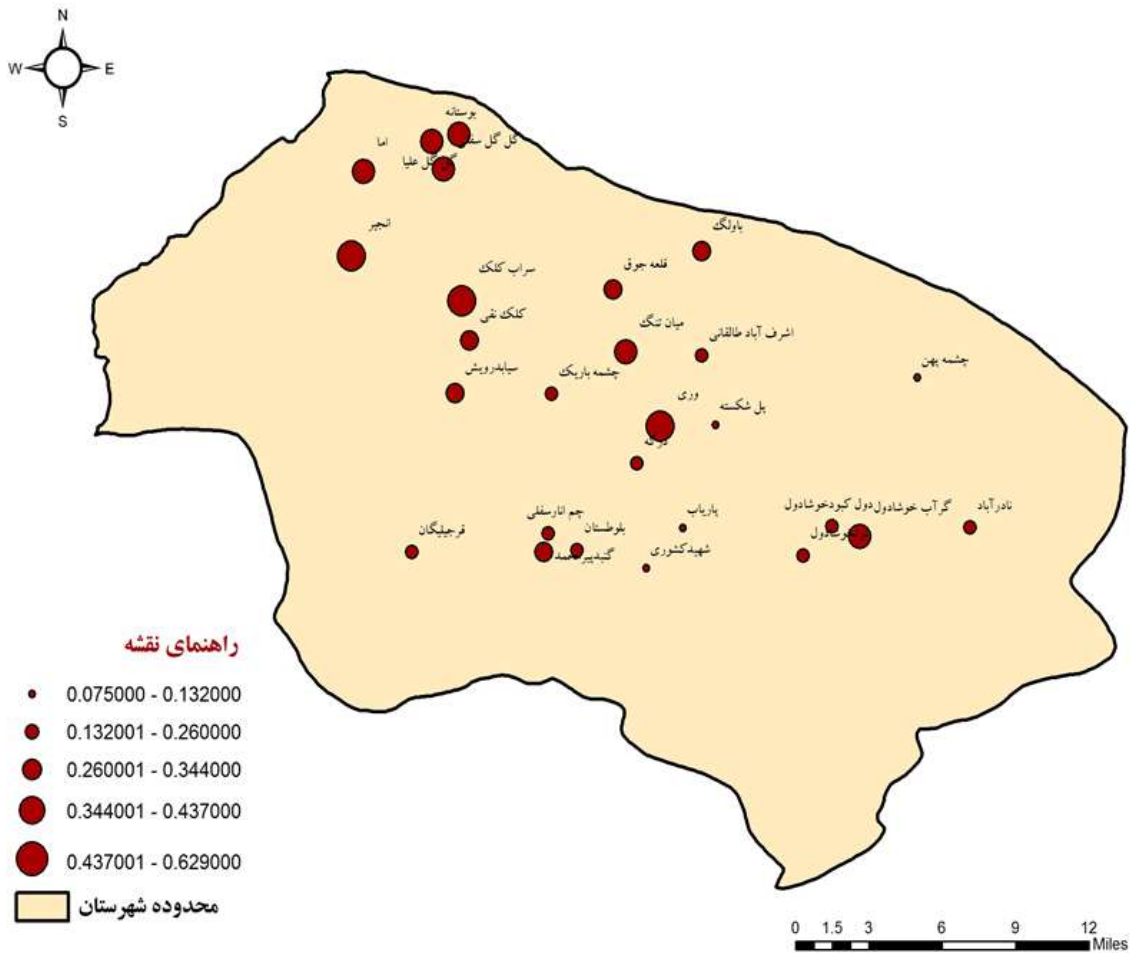 N
W E
S
بوستانه
گل گل سفلی
گل گل علیا
اما
انجیر
باولگ
قلعه جوق
سراب کلک
کلک نقی
میان تنگ
اشرف آباد طالقانی
چشمه پهن
سیابدرویش
چشمه باریک
وری
پل شکسته
قرجیلیگان
چم انارسفلی
بلوطستان
گنبدپیرمحمد
پاریاب
شهیدکشوری
دول کبودخوشادول
گرآب خوشادول
نادرآباد
راهنمای نقشه
0.075000 - 0.132000
0.132001 - 0.260000
0.260001 - 0.344000
0.344001 - 0.437000
0.437001 - 0.629000
محدوده شهرستان
0 1.5 3 6 9 12
Miles